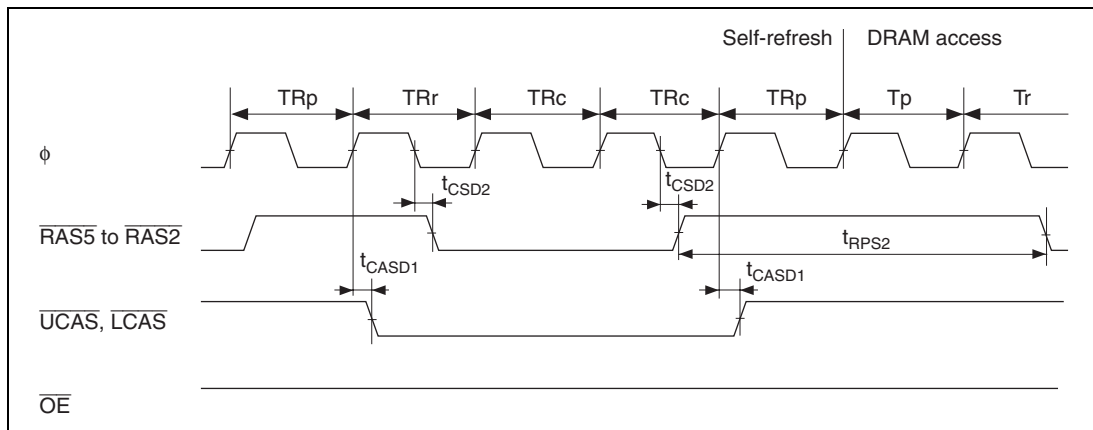 Self-refresh DRAM access
TRp TRr TRc TRc TRp Tp Tr
ϕ
tCSD2 tCSD2
RAS5 to RAS2
tRPS2
tCASD1 tCASD1
UCAS, LCAS
OE